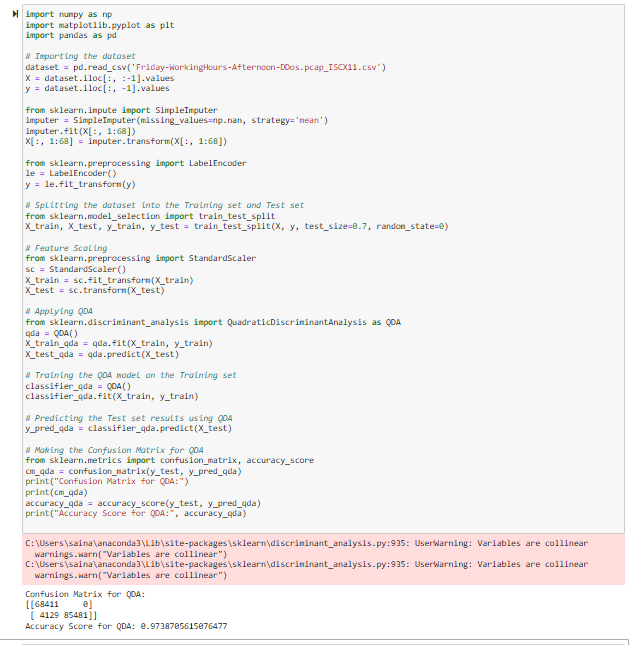 import numpy as np
import matplotlib.pyplot as plt
import pandas as pd
# Importing the dataset
dataset = pd.read_csv('Friday-WorkingHours-Afternoon-DDos.pcap_ISCX11.csv')
X = dataset.iloc[:, :-1].values
y = dataset.iloc[:, -1].values
from sklearn.impute import SimpleImputer
imputer = SimpleImputer(missing_values=np.nan, strategy='mean')
imputer.fit(X[:, 1:68])
X[:, 1:68] = imputer.transform(X[:, 1:68])
from sklearn.preprocessing import LabelEncoder
le = LabelEncoder()
y = le.fit_transform(y)
# Splitting the dataset into the Training set and Test set
from sklearn.model_selection import train_test_split
X_train, X_test, y_train, y_test = train_test_split(X, y, test_size=0.7, random_state=0)
# Feature Scaling
from sklearn.preprocessing import StandardScaler
sc = StandardScaler()
X_train = sc.fit_transform(X_train)
X_test = sc.transform(X_test)
# Applying QDA
from sklearn.discriminant_analysis import QuadraticDiscriminantAnalysis as QDA
qda = QDA()
X_train_qda = qda.fit(X_train, y_train)
X_test_qda = qda.predict(X_test)
# Training the QDA model on the Training set
classifier_qda = QDA()
classifier_qda.fit(X_train, y_train)
# Predicting the Test set results using QDA
y_pred_qda = classifier_qda.predict(X_test)
# Making the Confusion Matrix for QDA
from sklearn.metrics import confusion_matrix, accuracy_score
cm_qda = confusion_matrix(y_test, y_pred_qda)
print("Confusion Matrix for QDA:")
print(cm_qda)
accuracy_qda = accuracy_score(y_test, y_pred_qda)
print("Accuracy Score for QDA:", accuracy_qda)
C:\Users\saina\anaconda3\Lib\site-packages\sklearn\discriminant_analysis.py:935: UserWarning: Variables are collinear
warnings.warn("Variables are collinear")
C:\Users\saina\anaconda3\Lib\site-packages\sklearn\discriminant_analysis.py:935: UserWarning: Variables are collinear
warnings.warn("Variables are collinear")
Confusion Matrix for QDA:
[[68411     0]
[ 4129 85481]]
Accuracy Score for QDA: 0.9738705615076477